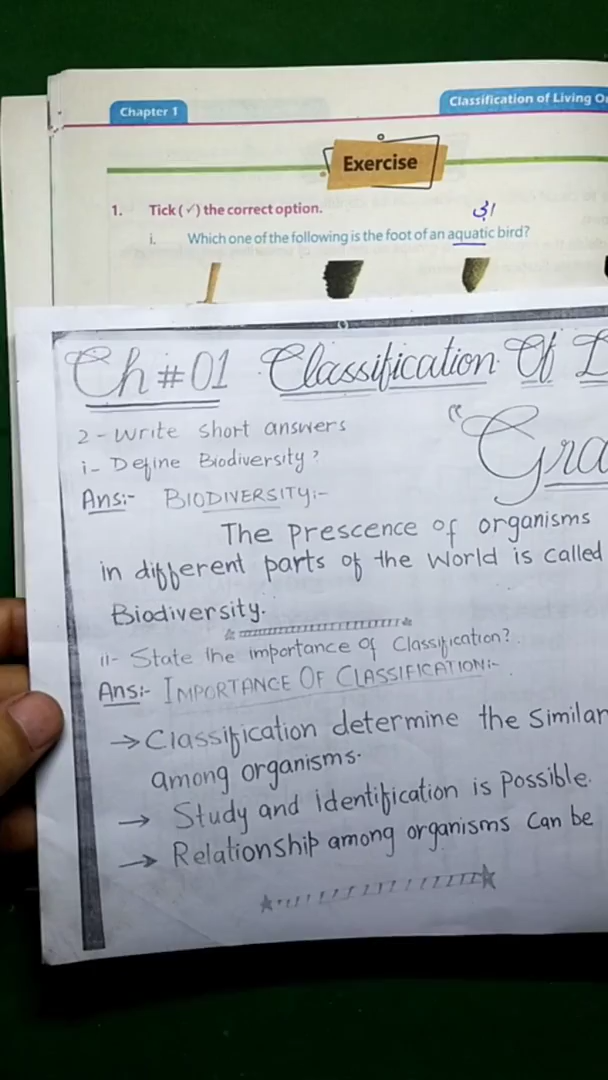 Chapter 1
Classification of Living O
Exercise
1. Tick (✓) the correct option.
آبی
i. Which one of the following is the foot of an aquatic bird?
Ch # 01 Classification Of L
"Gra
2 - Write short answers
i - Define Biodiversity?
Ans:- BIODIVERSITY:-
The prescence of organisms
in different parts of the world is called
Biodiversity.
ii- State the importance of Classification?
Ans:- IMPORTANCE OF CLASSIFICATION:-
→ Classification determine the Similar
among organisms.
→ Study and identification is possible.
→ Relationship among organisms can be